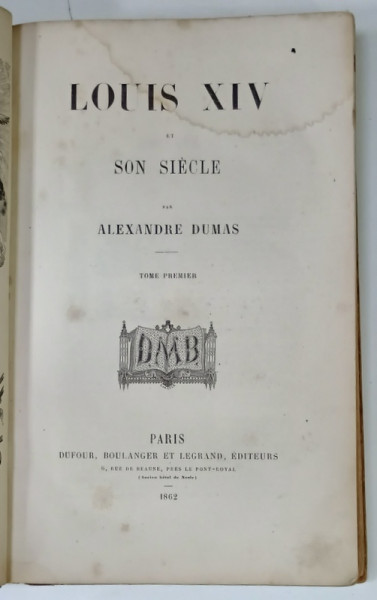 LOUIS XIV
ET
SON SIÈCLE
PAR
ALEXANDRE DUMAS
TOME PREMIER
DMB
PARIS
DUFOUR, BOULANGER ET LEGRAND, ÉDITEURS
RUE DE BEAUNE, PRÈS LE PONT-ROYAL
(Ancien hôtel de Nesle)
1862